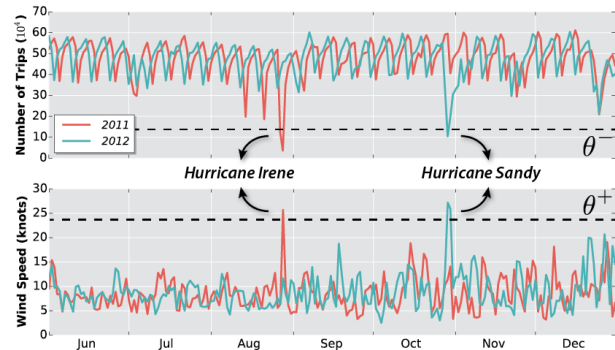 Number of Trips (10⁴)
70
60
50
40
30
20
10
0
2011
2012
θ⁻
Hurricane Irene
Hurricane Sandy
Wind Speed (knots)
30
25
20
15
10
5
0
θ⁺
Jun Jul Aug Sep Oct Nov Dec